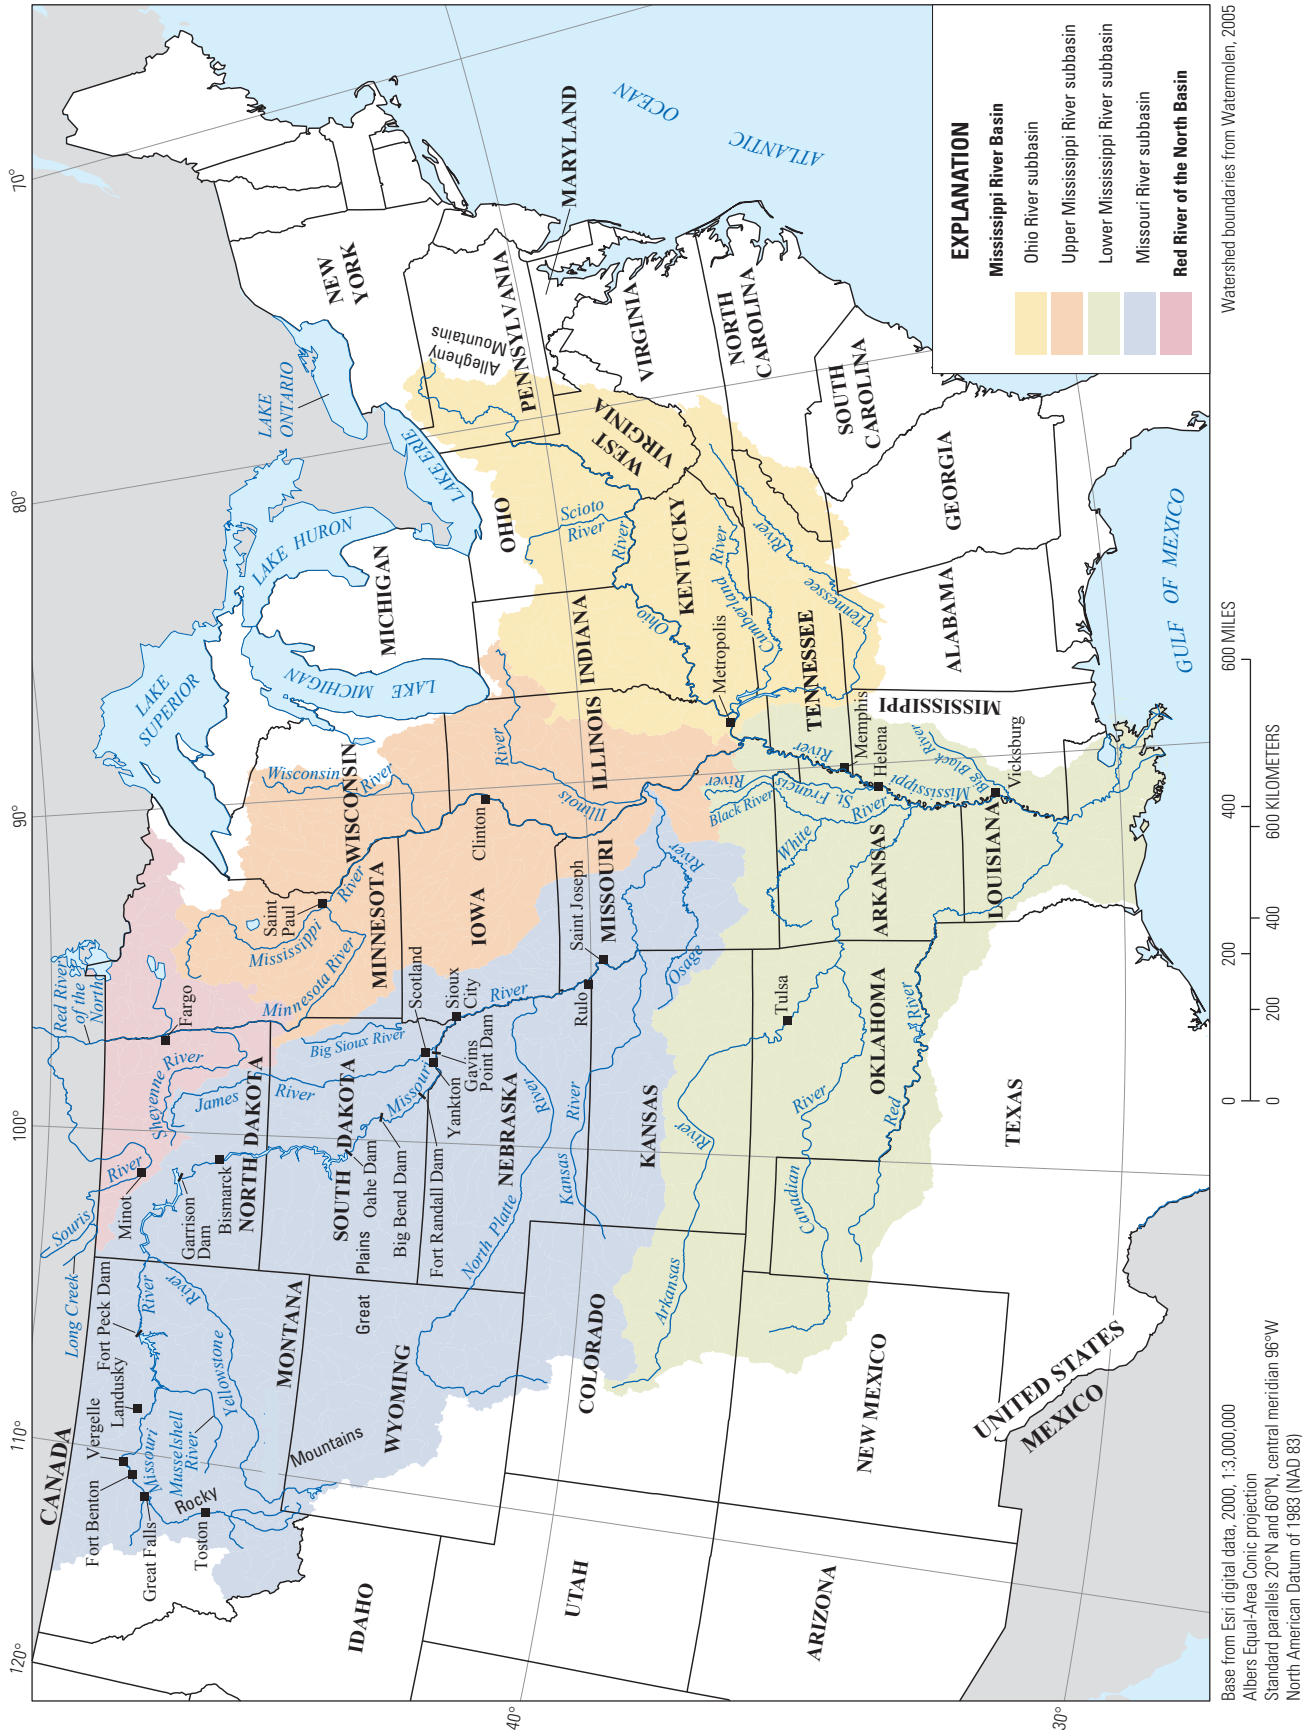 120°
110°
100°
90°
80°
70°
40°
30°
CANADA
Long Creek
Souris
River
Red River
of the
North
LAKE
SUPERIOR
LAKE
MICHIGAN
LAKE HURON
LAKE
ONTARIO
LAKE ERIE
Fort Benton
Vergelle
Landusky
Fort Peck Dam
Great Falls
Toston
Missouri
River
Musselshell
River
Yellowstone
River
Rocky
Mountains
MONTANA
Minot
Garrison
Dam
Bismarck
NORTH DAKOTA
Sheyenne River
Fargo
James
River
SOUTH
DAKOTA
Great
Plains
Oahe Dam
Big Bend Dam
Fort Randall Dam
Yankton
Gavins
Point Dam
Scotland
Sioux
City
Big Sioux River
Missouri
River
Minnesota River
Mississippi
River
Saint
Paul
MINNESOTA
WISCONSIN
Wisconsin
River
MICHIGAN
NEW
YORK
Allegheny
Mountains
PENNSYLVANIA
MARYLAND
IDAHO
WYOMING
NEBRASKA
North Platte
River
IOWA
Clinton
Illinois
River
ILLINOIS
INDIANA
OHIO
Scioto
River
WEST
VIRGINIA
VIRGINIA
UTAH
COLORADO
KANSAS
Kansas
River
Rulo
Saint Joseph
MISSOURI
Osage
River
Ohio
River
KENTUCKY
Metropolis
Cumberland
River
Tennessee
River
TENNESSEE
NORTH
CAROLINA
SOUTH
CAROLINA
GEORGIA
ALABAMA
MISSISSIPPI
ARIZONA
NEW MEXICO
Arkansas
River
Canadian
River
Tulsa
OKLAHOMA
Red
River
ARKANSAS
White
River
Black River
St. Francis
River
Mississippi
River
Memphis
Helena
Big Black River
Vicksburg
LOUISIANA
TEXAS
UNITED STATES
MEXICO
GULF OF MEXICO
ATLANTIC
OCEAN
EXPLANATION
Mississippi River Basin
Ohio River subbasin
Upper Mississippi River subbasin
Lower Mississippi River subbasin
Missouri River subbasin
Red River of the North Basin
0 200 400 600 MILES
0 200 400 600 KILOMETERS
Base from Esri digital data, 2000, 1:3,000,000
Albers Equal-Area Conic projection
Standard parallels 20°N and 60°N, central meridian 96°W
North American Datum of 1983 (NAD 83)
Watershed boundaries from Watermolen, 2005